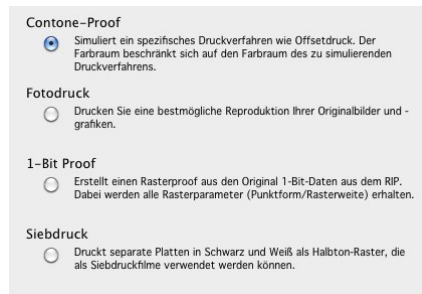 Contone-Proof
Simuliert ein spezifisches Druckverfahren wie Offsetdruck. Der
Farbraum beschränkt sich auf den Farbraum des zu simulierenden
Druckverfahrens.
Fotodruck
Drucken Sie eine bestmögliche Reproduktion Ihrer Originalbilder und -
grafiken.
1-Bit Proof
Erstellt einen Rasterproof aus den Original 1-Bit-Daten aus dem RIP.
Dabei werden alle Rasterparameter (Punktform/Rasterweite) erhalten.
Siebdruck
Druckt separate Platten in Schwarz und Weiß als Halbton-Raster, die
als Siebdruckfilme verwendet werden können.